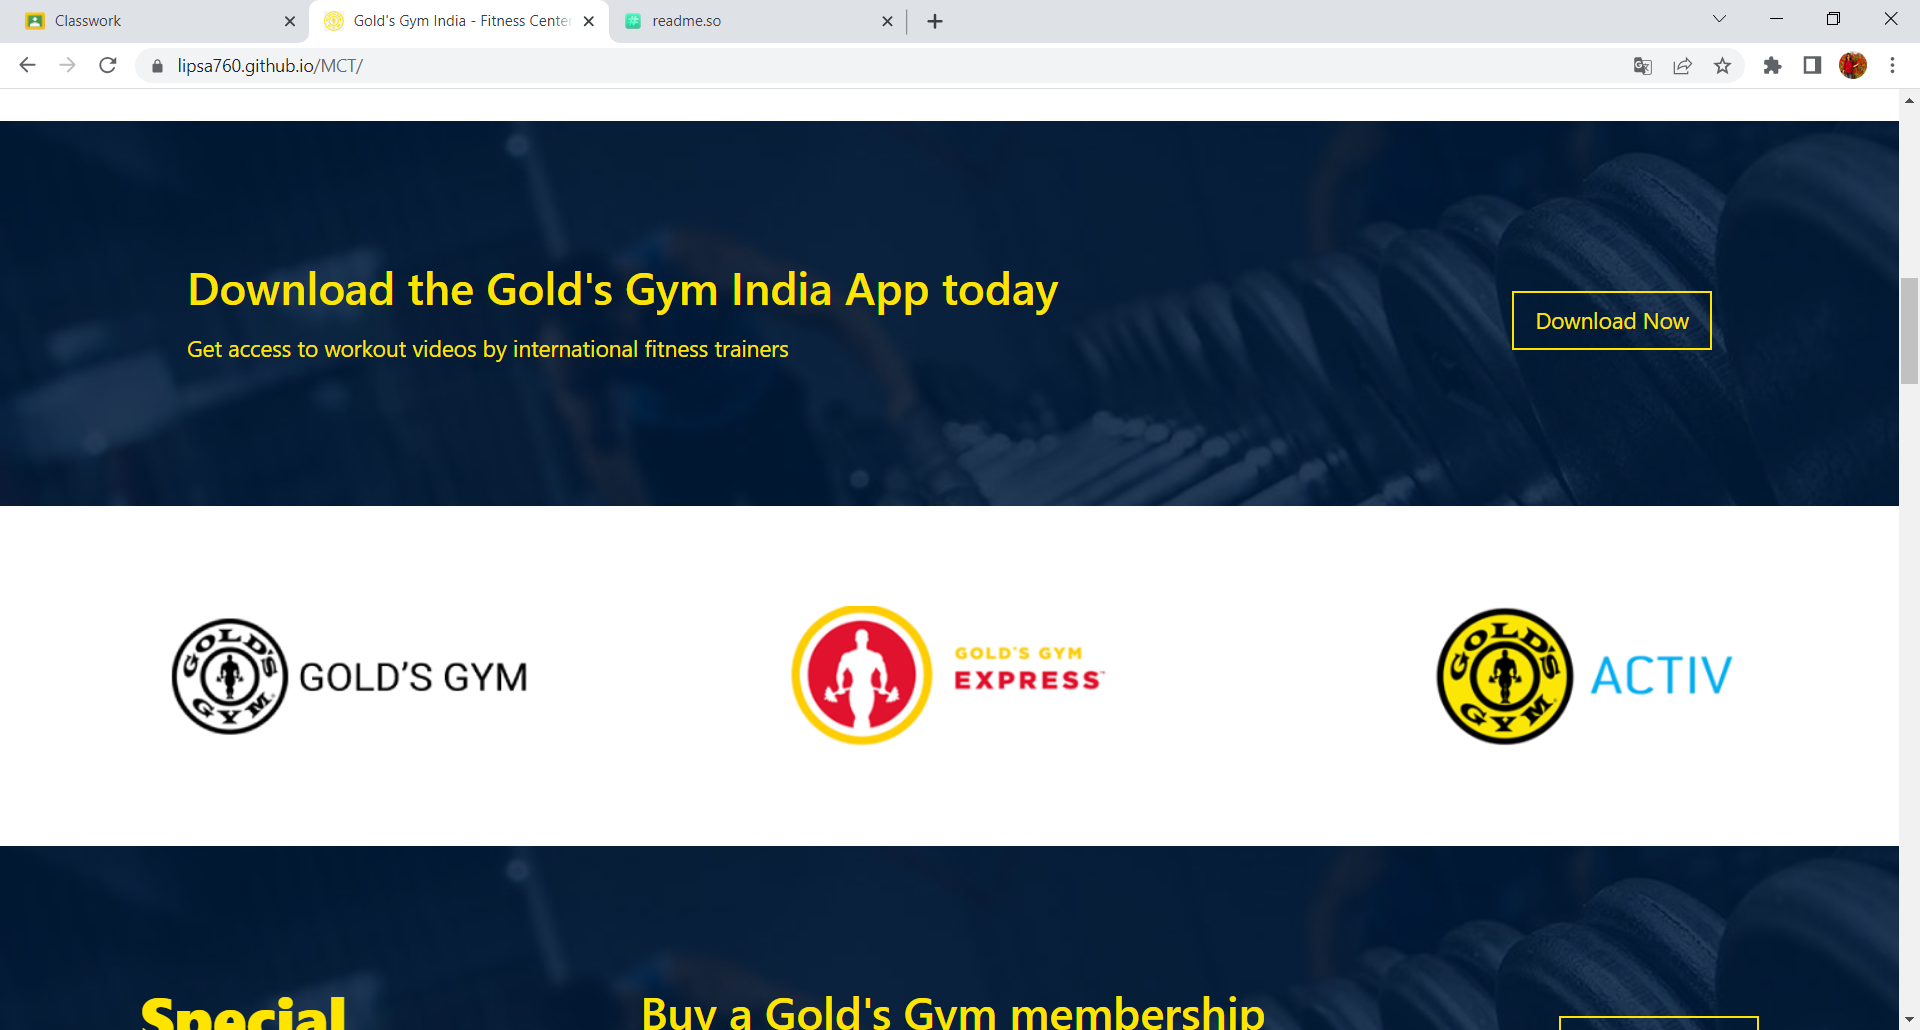 Classwork
Gold's Gym India - Fitness Center
readme.so
lipsa760.github.io/MCT/
Download the Gold's Gym India App today
Get access to workout videos by international fitness trainers
Download Now
GOLD'S GYM
GOLD'S GYM
GOLD'S GYM
EXPRESS™
GOLD'S GYM
ACTIV
Special
Buy a Gold's Gym membership